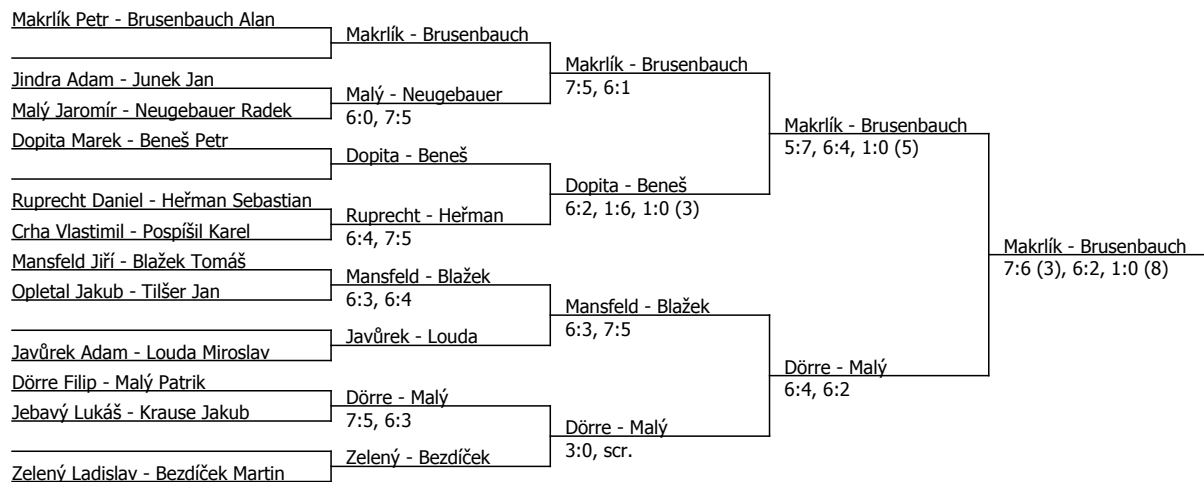 Makrlík Petr - Brusenbauch Alan
Makrlík - Brusenbauch
Makrlík - Brusenbauch
7:5, 6:1
Jindra Adam - Junek Jan
Malý - Neugebauer
Malý Jaromír - Neugebauer Radek
6:0, 7:5
Makrlík - Brusenbauch
5:7, 6:4, 1:0 (5)
Dopita Marek - Beneš Petr
Dopita - Beneš
Dopita - Beneš
6:2, 1:6, 1:0 (3)
Ruprecht Daniel - Heřman Sebastian
Ruprecht - Heřman
Crha Vlastimil - Pospíšil Karel
6:4, 7:5
Makrlík - Brusenbauch
7:6 (3), 6:2, 1:0 (8)
Mansfeld Jiří - Blažek Tomáš
Mansfeld - Blažek
Opletal Jakub - Tilšer Jan
6:3, 6:4
Mansfeld - Blažek
6:3, 7:5
Javůrek - Louda
Javůrek Adam - Louda Miroslav
Dörre - Malý
6:4, 6:2
Dörre Filip - Malý Patrik
Dörre - Malý
Jebavý Lukáš - Krause Jakub
7:5, 6:3
Dörre - Malý
3:0, scr.
Zelený - Bezdíček
Zelený Ladislav - Bezdíček Martin